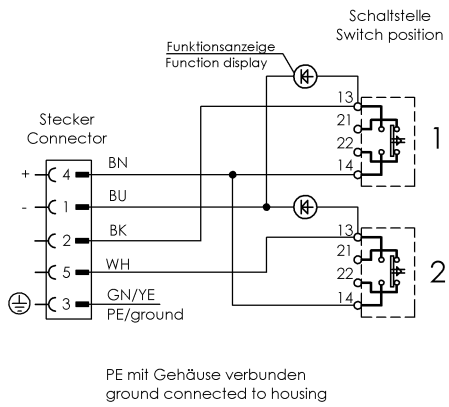 Schaltstelle
Switch position
Funktionsanzeige
Function display
13
21
22
14
1
Stecker
Connector
+ 4 BN
- 1 BU
2 BK
5 WH
3 GN/YE
PE/ground
13
21
22
14
2
PE mit Gehäuse verbunden
ground connected to housing